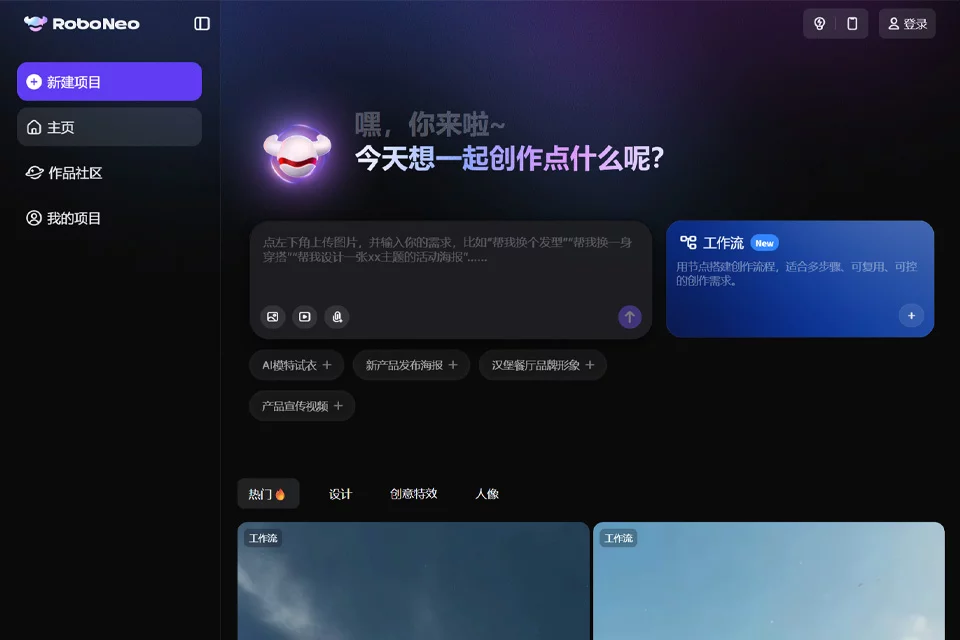 RoboNeo
登录
新建项目
主页
作品社区
我的项目
嘿，你来啦~
今天想一起创作点什么呢？
点左下角上传图片，并输入你的需求，比如“帮我换个发型”“帮我换一身
穿搭”“帮我设计一张xx主题的活动海报”……
工作流 New
用节点搭建创作流程，适合多步骤、可复用、可控
的创作需求。
AI模特试衣
新产品发布海报
汉堡餐厅品牌形象
产品宣传视频
热门
设计
创意特效
人像
工作流
工作流